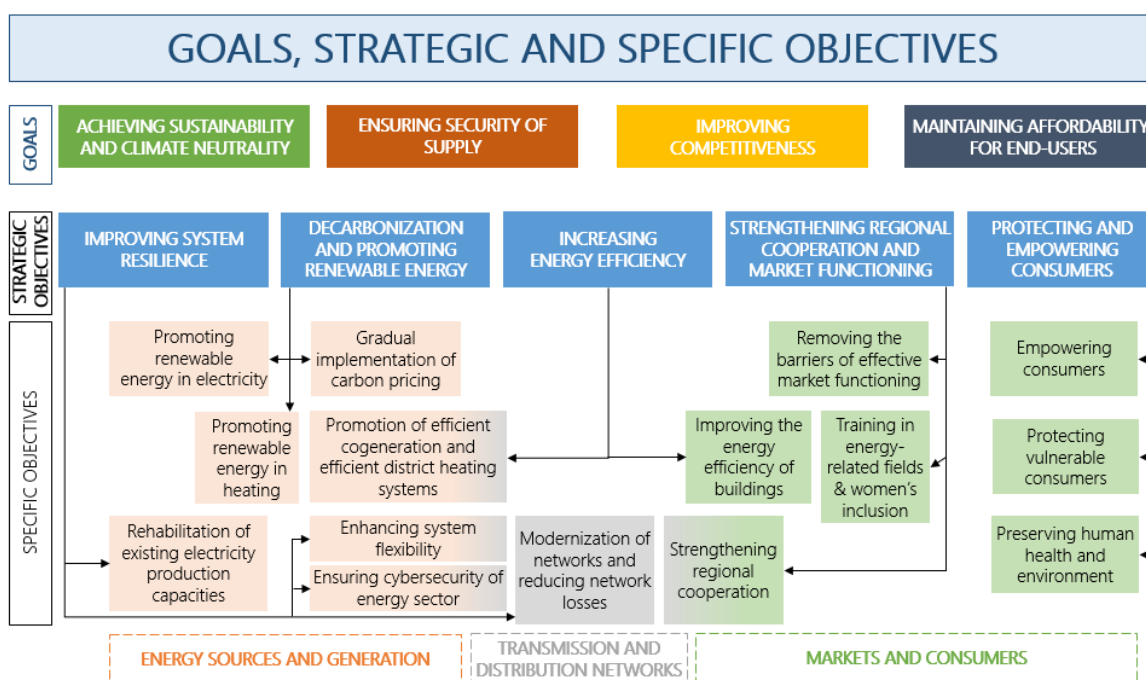 GOALS, STRATEGIC AND SPECIFIC OBJECTIVES
GOALS
ACHIEVING SUSTAINABILITY
AND CLIMATE NEUTRALITY
ENSURING SECURITY OF
SUPPLY
IMPROVING
COMPETITIVENESS
MAINTAINING AFFORDABILITY
FOR END-USERS
STRATEGIC
OBJECTIVES
IMPROVING SYSTEM
RESILIENCE
DECARBONIZATION
AND PROMOTING
RENEWABLE ENERGY
INCREASING
ENERGY EFFICIENCY
STRENGTHENING REGIONAL
COOPERATION AND
MARKET FUNCTIONING
PROTECTING AND
EMPOWERING
CONSUMERS
SPECIFIC OBJECTIVES
Promoting
renewable
energy in electricity
Gradual
implementation of
carbon pricing
Removing the
barriers of effective
market functioning
Empowering
consumers
Promoting
renewable
energy in
heating
Promotion of efficient
cogeneration and
efficient district heating
systems
Improving the
energy
efficiency of
buildings
Training in
energy-
related fields
& women's
inclusion
Protecting
vulnerable
consumers
Rehabilitation of
existing electricity
production
capacities
Enhancing system
flexibility
Ensuring cybersecurity of
energy sector
Modernization of
networks and
reducing network
losses
Strengthening
regional
cooperation
Preserving human
health and
environment
ENERGY SOURCES AND GENERATION
TRANSMISSION AND
DISTRIBUTION NETWORKS
MARKETS AND CONSUMERS